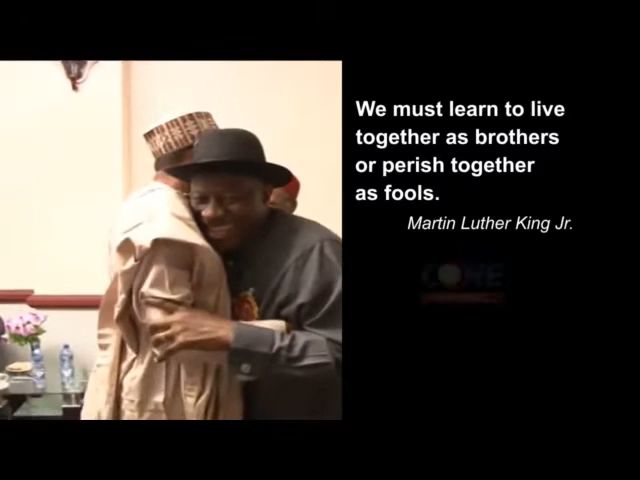 We must learn to live
together as brothers
or perish together
as fools.
Martin Luther King Jr.